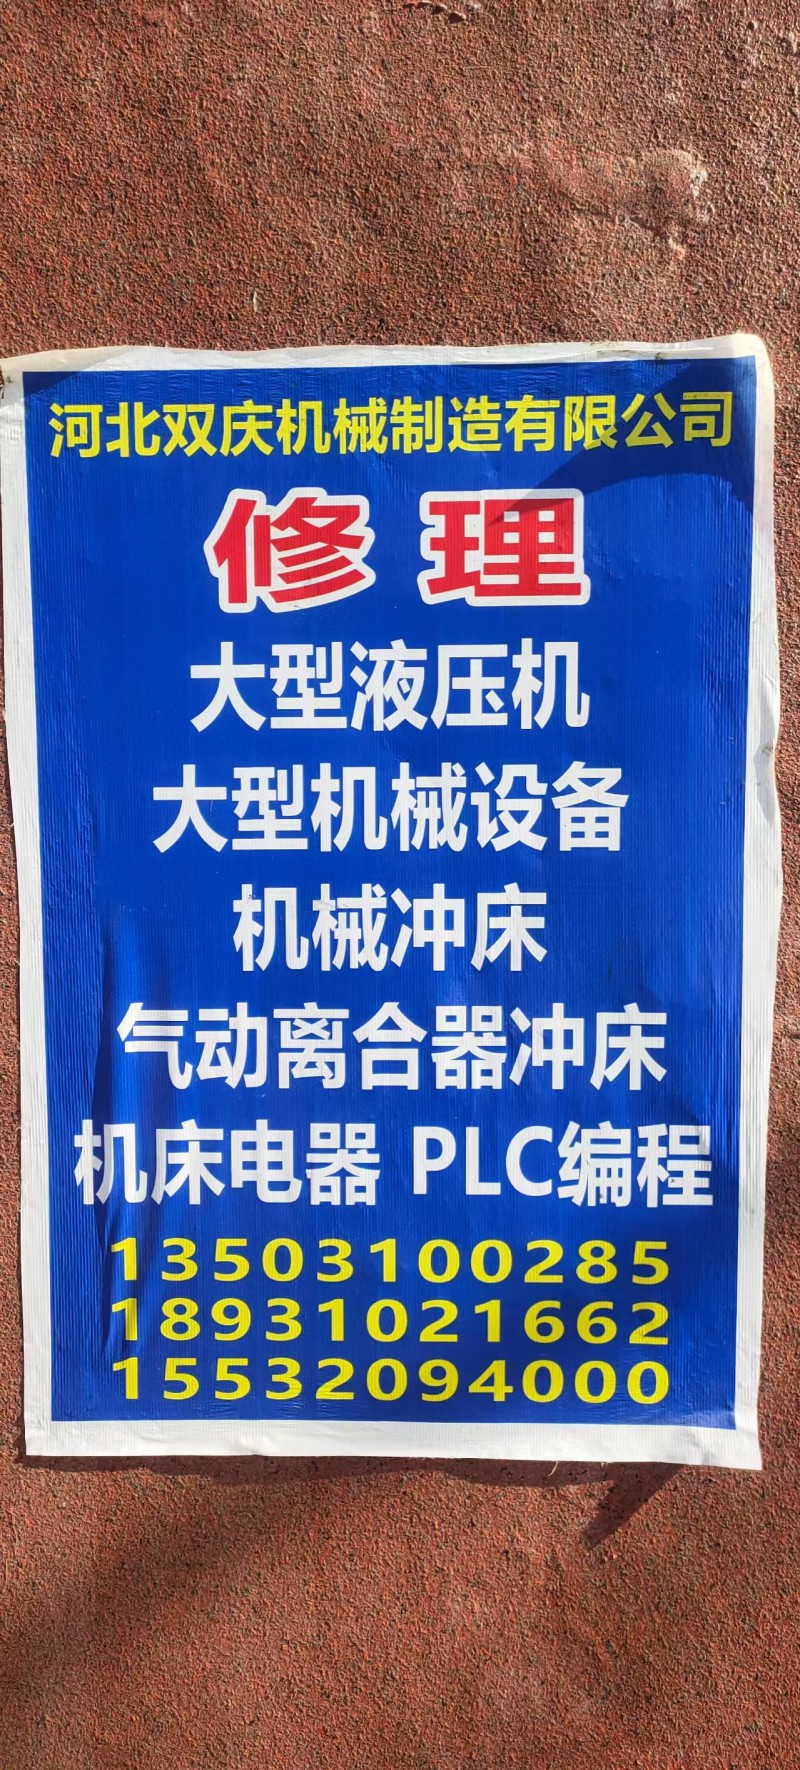 河北双庆机械制造有限公司
修理
大型液压机
大型机械设备
机械冲床
气动离合器冲床
机床电器 PLC编程
13503100285
18931021662
15532094000